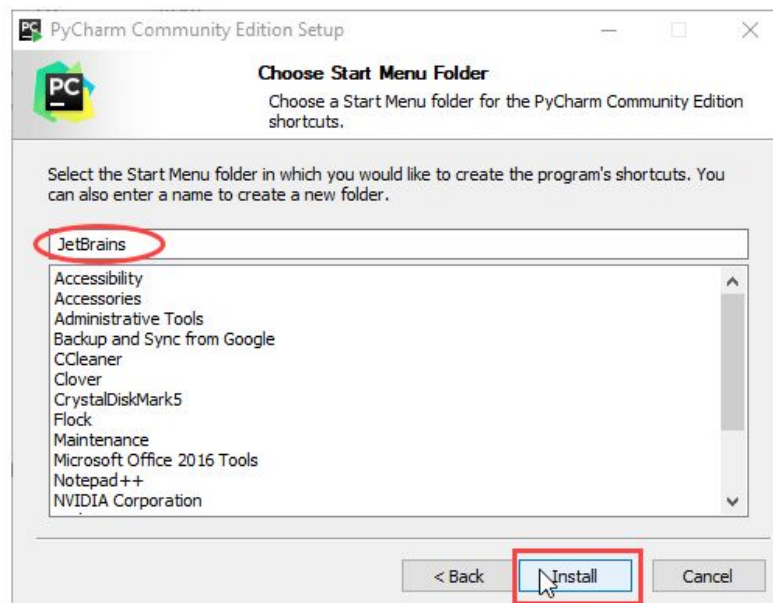 PyCharm Community Edition Setup
PC
Choose Start Menu Folder
Choose a Start Menu folder for the PyCharm Community Edition
shortcuts.
Select the Start Menu folder in which you would like to create the program's shortcuts. You
can also enter a name to create a new folder.
JetBrains
Accessibility
Accessories
Administrative Tools
Backup and Sync from Google
CCleaner
Clover
CrystalDiskMark5
Flock
Maintenance
Microsoft Office 2016 Tools
Notepad++
NVIDIA Corporation
< Back Install Cancel